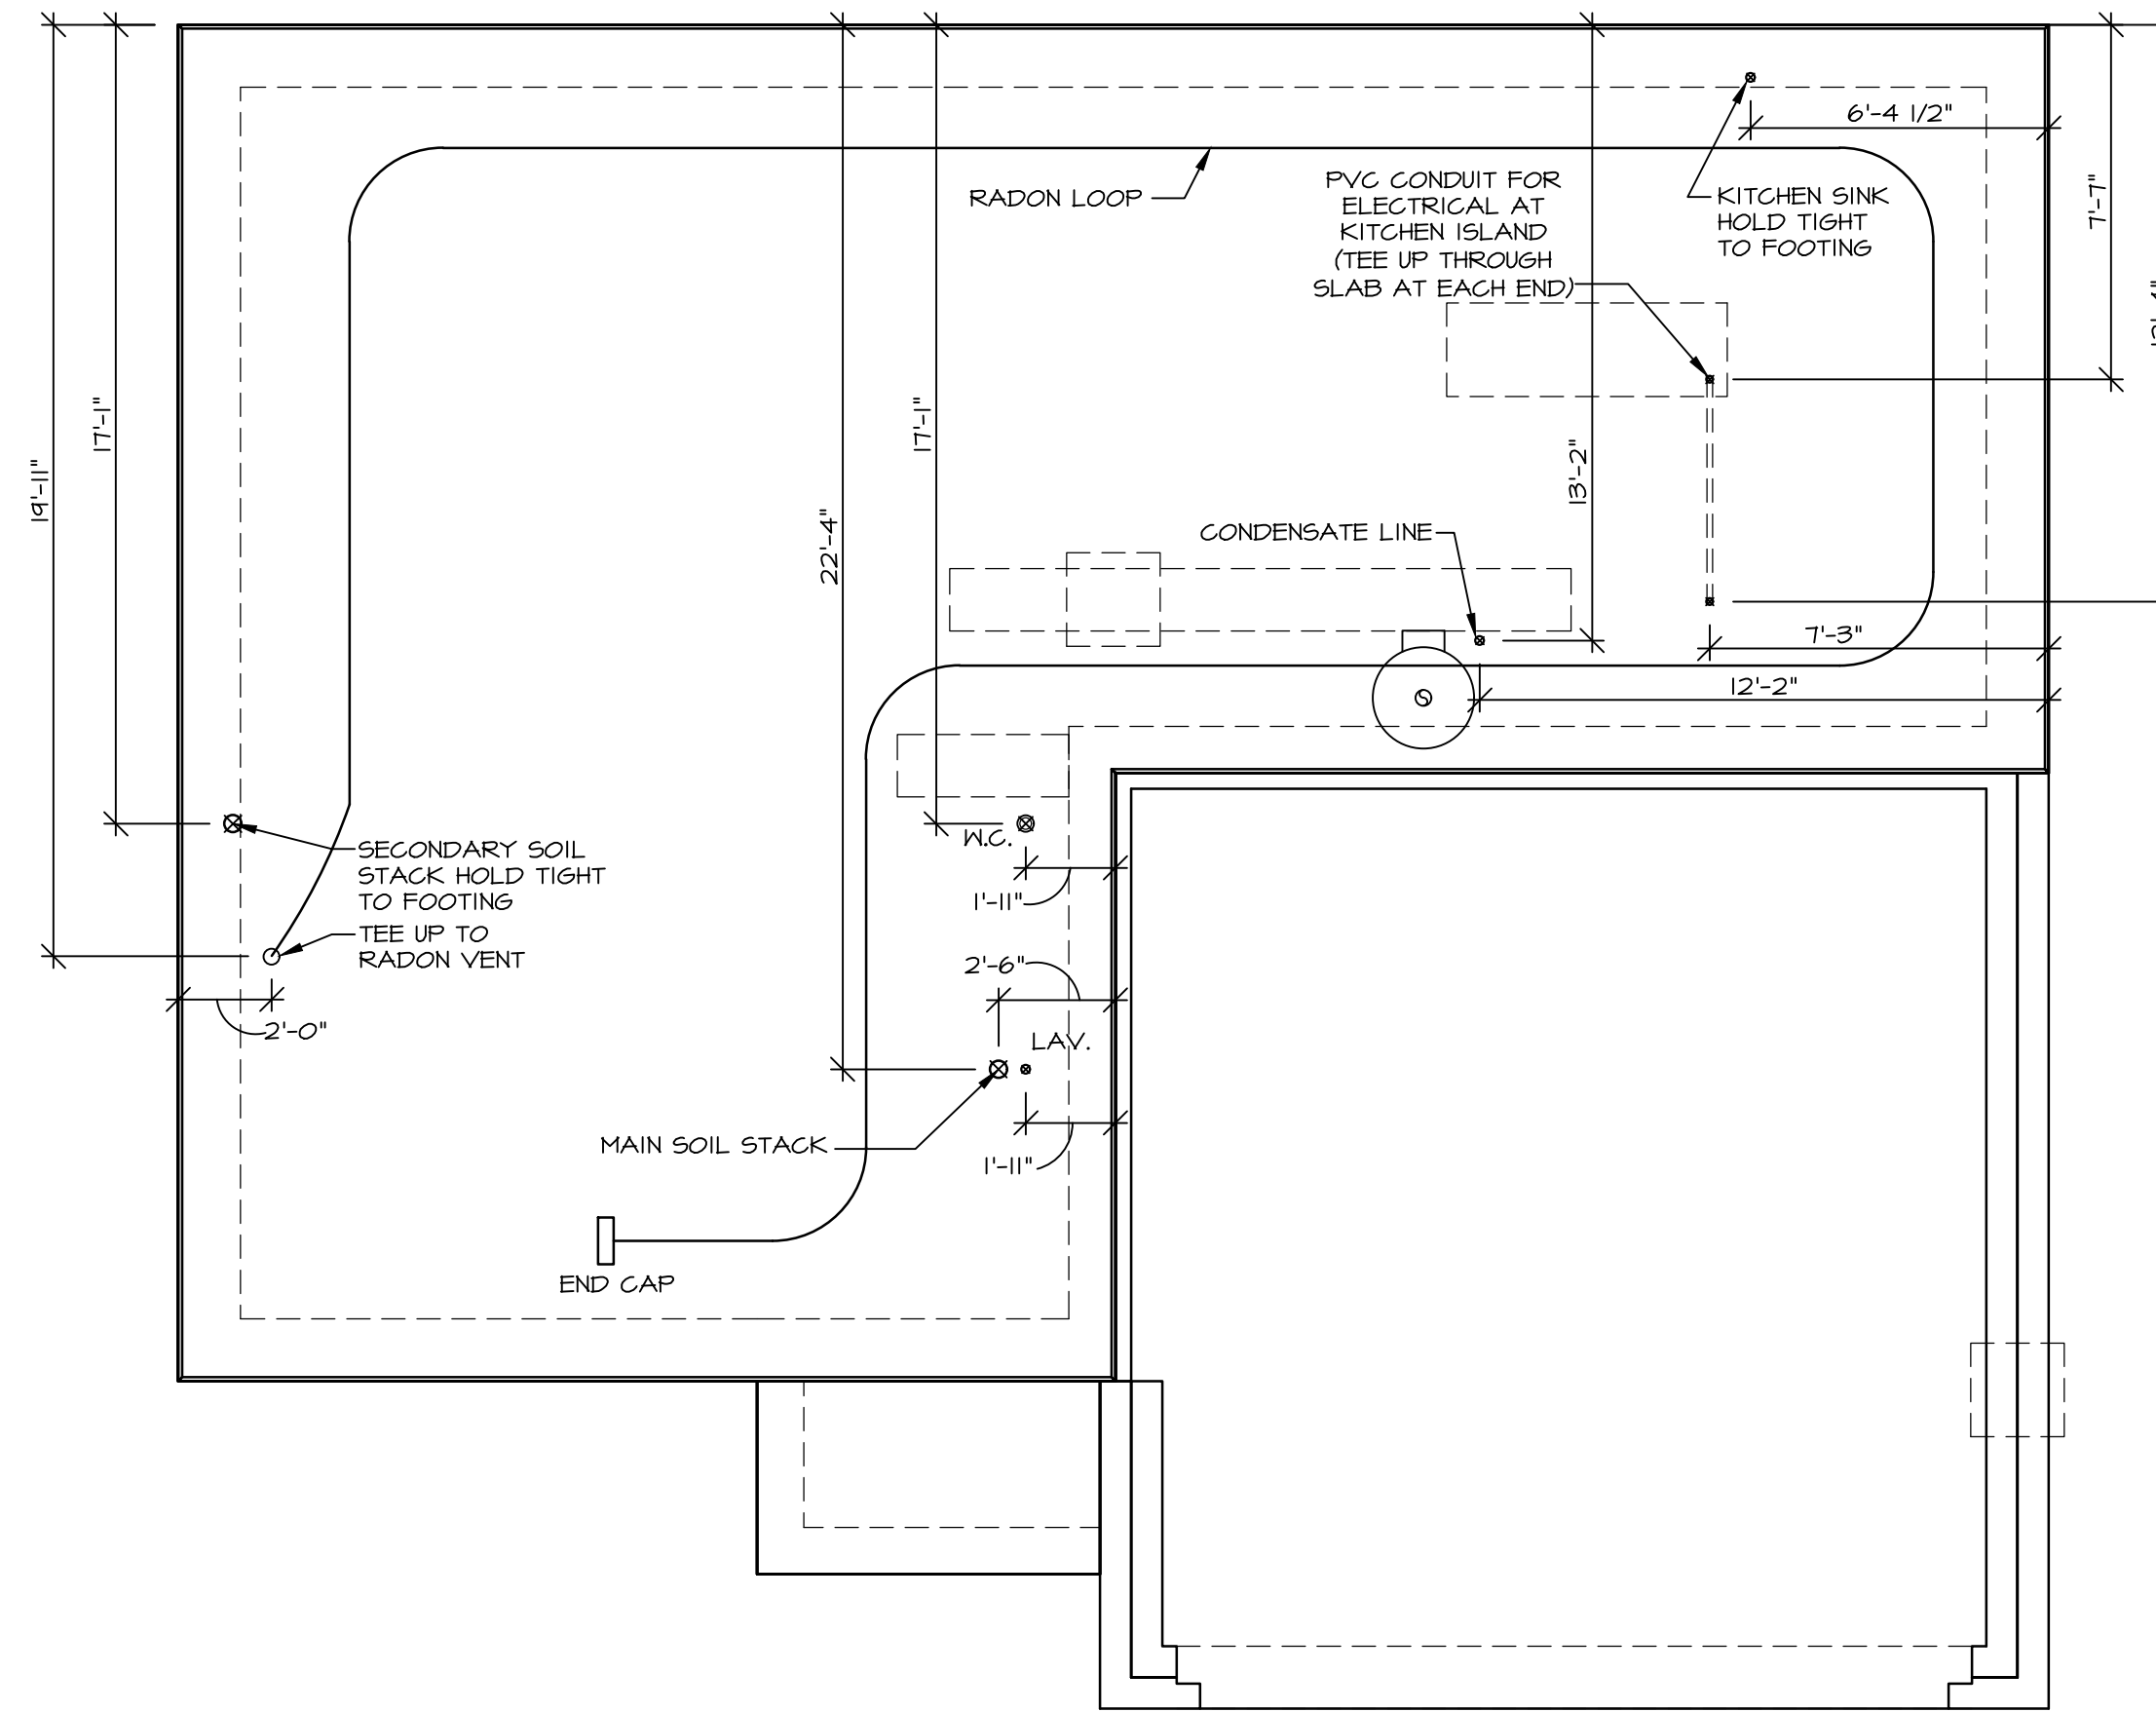 6'-4 1/2"
RADON LOOP
PVC CONDUIT FOR
ELECTRICAL AT
KITCHEN ISLAND
(TEE UP THROUGH
SLAB AT EACH END)
KITCHEN SINK
HOLD TIGHT
TO FOOTING
7'-7"
19'-11"
17'-1"
22'-4"
17'-1"
13'-2"
CONDENSATE LINE
7'-3"
12'-2"
W.C.
1'-11"
SECONDARY SOIL
STACK HOLD TIGHT
TO FOOTING
TEE UP TO
RADON VENT
2'-0"
2'-6"
LAV.
MAIN SOIL STACK
1'-11"
END CAP